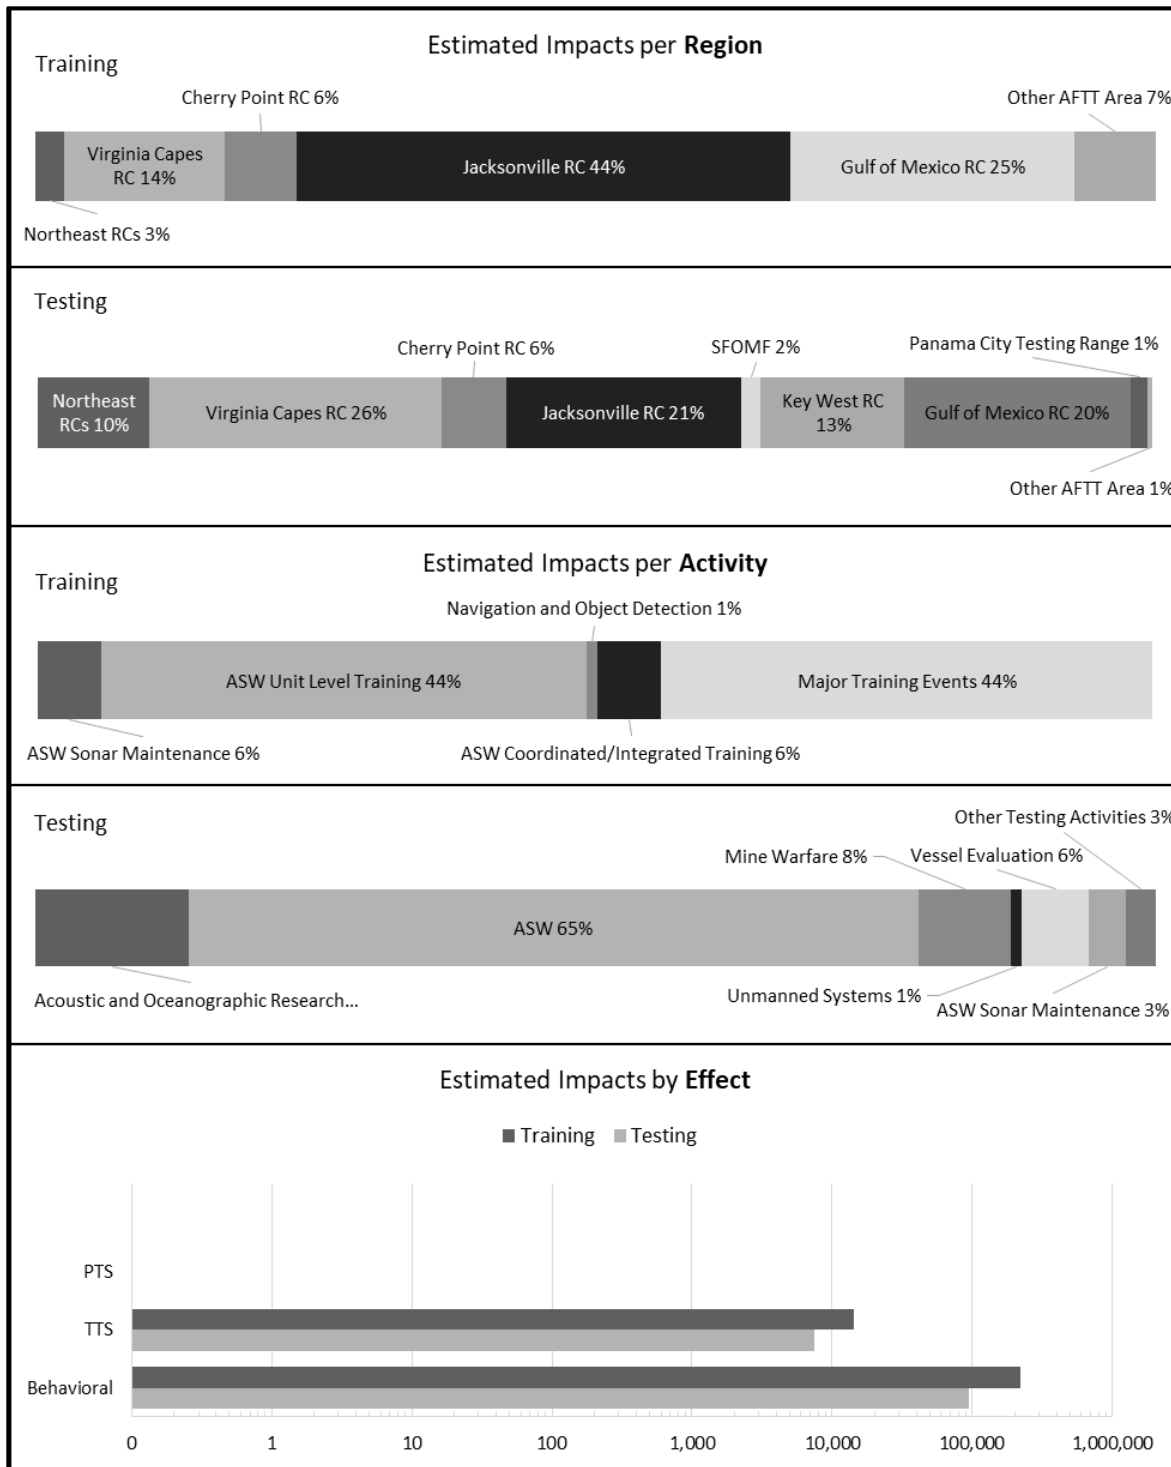 Estimated Impacts per Region
Training
Cherry Point RC 6%
Other AFTT Area 7%
Virginia Capes
RC 14%
Jacksonville RC 44%
Gulf of Mexico RC 25%
Northeast RCs 3%
Testing
Cherry Point RC 6%
SFOMF 2%
Panama City Testing Range 1%
Northeast
RCs 10%
Virginia Capes RC 26%
Jacksonville RC 21%
Key West RC
13%
Gulf of Mexico RC 20%
Other AFTT Area 1%
Estimated Impacts per Activity
Training
Navigation and Object Detection 1%
ASW Unit Level Training 44%
Major Training Events 44%
ASW Sonar Maintenance 6%
ASW Coordinated/Integrated Training 6%
Testing
Other Testing Activities 3%
Mine Warfare 8%
Vessel Evaluation 6%
ASW 65%
Acoustic and Oceanographic Research...
Unmanned Systems 1%
ASW Sonar Maintenance 3%
Estimated Impacts by Effect
Training
Testing
PTS
TTS
Behavioral
0 1 10 100 1,000 10,000 100,000 1,000,000